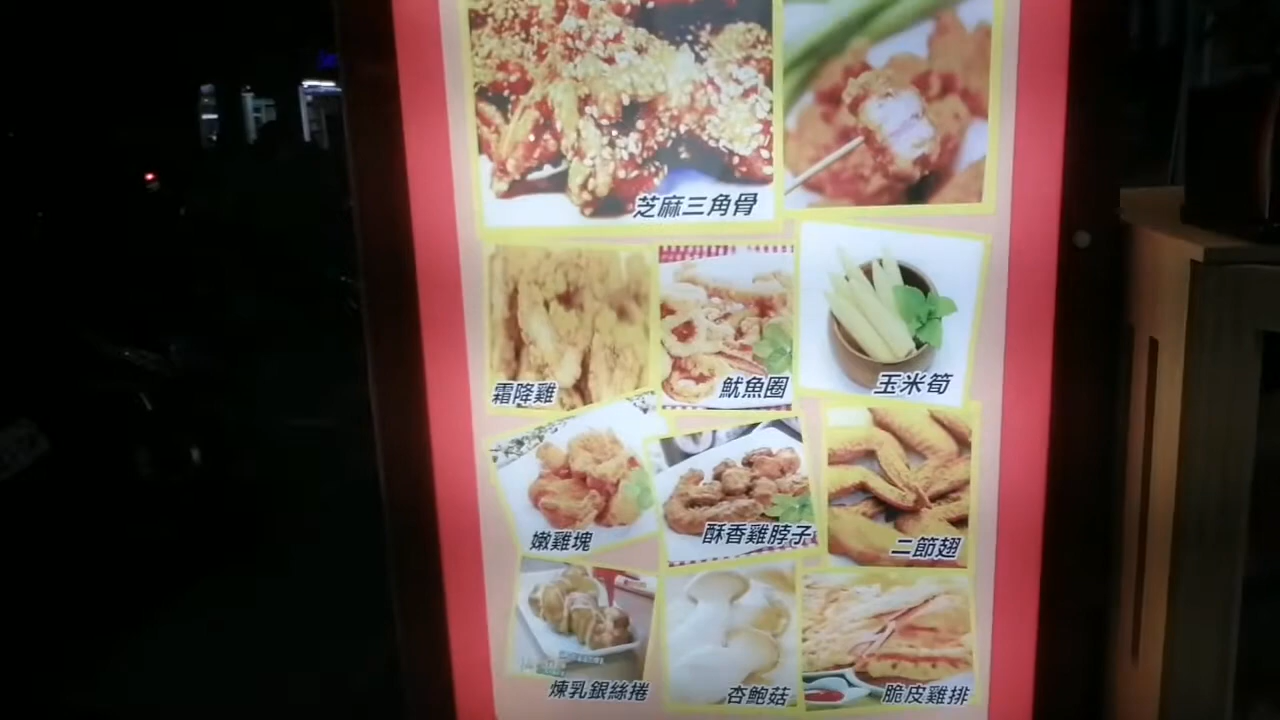 芝麻三角骨
霜降雞
魷魚圈
玉米筍
嫩雞塊
酥香雞脖子
二節翅
煉乳銀絲捲
杏鮑菇
脆皮雞排